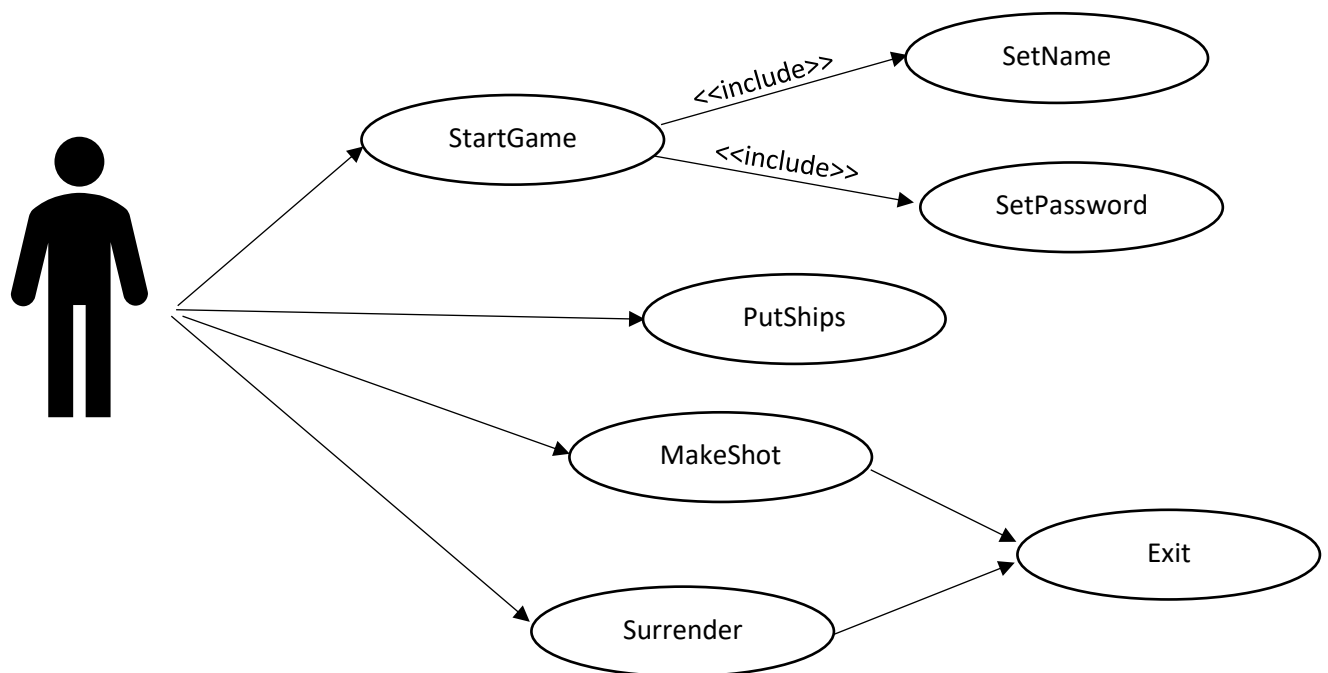 SetName
<<include>>
StartGame
<<include>>
SetPassword
PutShips
MakeShot
Exit
Surrender